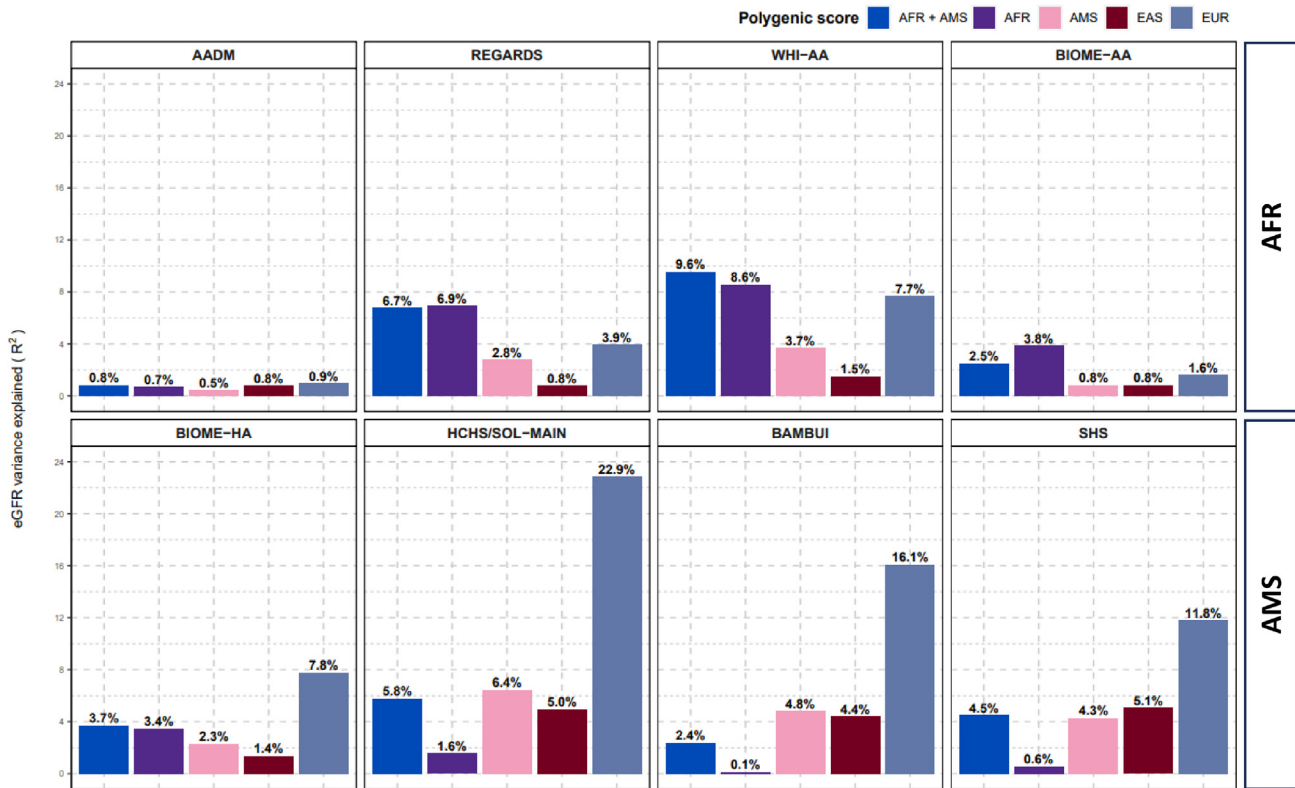 Polygenic score AFR + AMS AFR AMS EAS EUR
AADM REGARDS WHI−AA BIOME−AA
24
20
16
12
8
4
0
0.8% 0.7% 0.5% 0.8% 0.9%
6.7% 6.9% 2.8% 0.8% 3.9%
9.6% 8.6% 3.7% 1.5% 7.7%
2.5% 3.8% 0.8% 0.8% 1.6%
AFR
eGFR variance explained ( R² )
BIOME−HA HCHS/SOL−MAIN BAMBUI SHS
24
20
16
12
8
4
0
3.7% 3.4% 2.3% 1.4% 7.8%
5.8% 1.6% 6.4% 5.0% 22.9%
2.4% 0.1% 4.8% 4.4% 16.1%
4.5% 0.6% 4.3% 5.1% 11.8%
AMS